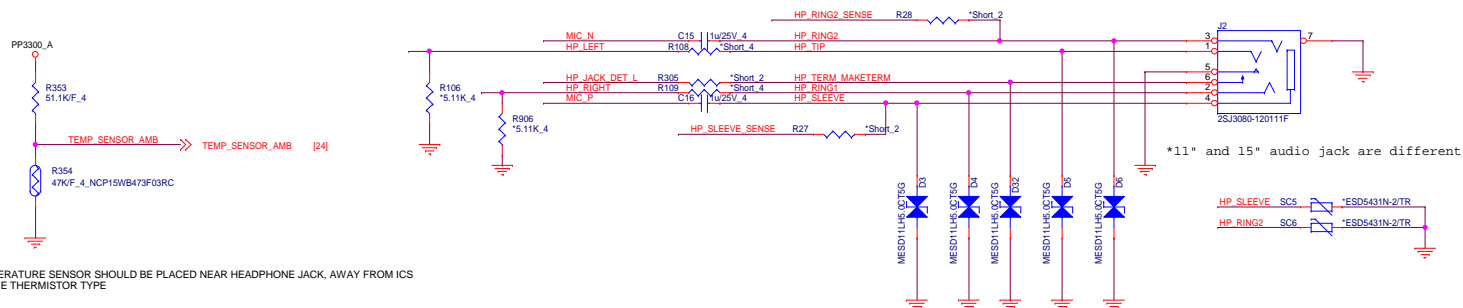 HP_RING2_SENSE R28 *Short_2
J2
MIC_N C15 1u/25V_4 HP_RING2 3 7
HP_LEFT R108 *Short_4 HP_TIP 1
5
HP_JACK_DET_L R305 *Short_2 HP_TERM_MAKETERM 6
HP_RIGHT R109 *Short_4 HP_RING1 2
MIC_P C16 1u/25V_4 HP_SLEEVE 4
2SJ3080-120111F
HP_SLEEVE_SENSE R27 *Short_2
PP3300_A
R353
51.1K/F_4
R106
*5.11K_4
R906
*5.11K_4
TEMP_SENSOR_AMB TEMP_SENSOR_AMB [24]
R354
47K/F_4_NCP15WB473F03RC
*11" and 15" audio jack are different
MESD11LH5.0CT5G D3
MESD11LH5.0CT5G D4
MESD11LH5.0CT5G D32
MESD11LH5.0CT5G D5
MESD11LH5.0CT5G D6
HP_SLEEVE SC5 *ESD5431N-2/TR
HP_RING2 SC6 *ESD5431N-2/TR
ERATURE SENSOR SHOULD BE PLACED NEAR HEADPHONE JACK, AWAY FROM ICS
E THERMISTOR TYPE